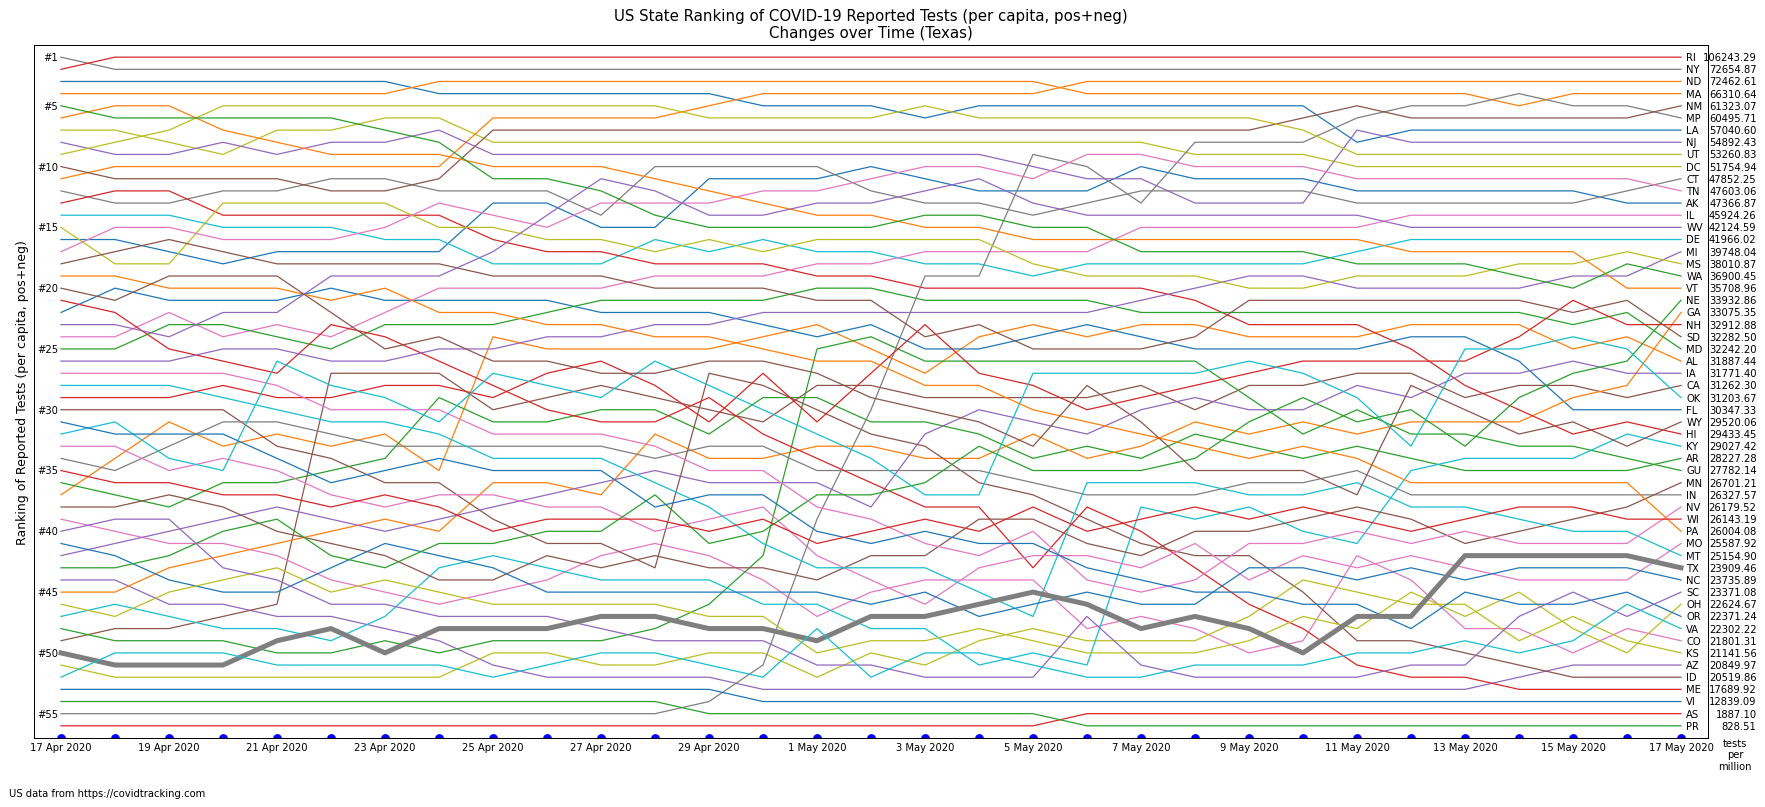 US State Ranking of COVID-19 Reported Tests (per capita, pos+neg)
Changes over Time (Texas)
Ranking of Reported Tests (per capita, pos+neg)
#1
#5
#10
#15
#20
#25
#30
#35
#40
#45
#50
#55
RI 106243.29
NY 72654.87
ND 72462.61
MA 66310.64
NM 61323.07
MP 60495.71
LA 57040.60
NJ 54892.43
UT 53260.83
DC 51754.94
CT 47852.25
TN 47603.06
AK 47366.87
IL 45924.26
WV 42124.59
DE 41966.02
MI 39748.04
MS 38010.87
WA 36900.45
VT 35708.96
NE 33932.86
GA 33075.35
NH 32912.88
SD 32282.50
MD 32242.20
AL 31887.44
IA 31771.40
CA 31262.30
OK 31203.67
FL 30347.33
WY 29520.06
HI 29433.45
KY 29027.42
AR 28227.28
GU 27782.14
MN 26701.21
IN 26327.57
NV 26179.52
WI 26143.19
PA 26004.08
MO 25587.92
MT 25154.90
TX 23909.46
NC 23735.89
SC 23371.08
OH 22624.67
OR 22371.24
VA 22302.22
CO 21801.31
KS 21141.56
AZ 20849.97
ID 20519.86
ME 17689.92
VI 12839.09
AS 1887.10
PR 828.51
17 Apr 2020 19 Apr 2020 21 Apr 2020 23 Apr 2020 25 Apr 2020 27 Apr 2020 29 Apr 2020 1 May 2020 3 May 2020 5 May 2020 7 May 2020 9 May 2020 11 May 2020 13 May 2020 15 May 2020 17 May 2020
tests
per
million
US data from https://covidtracking.com